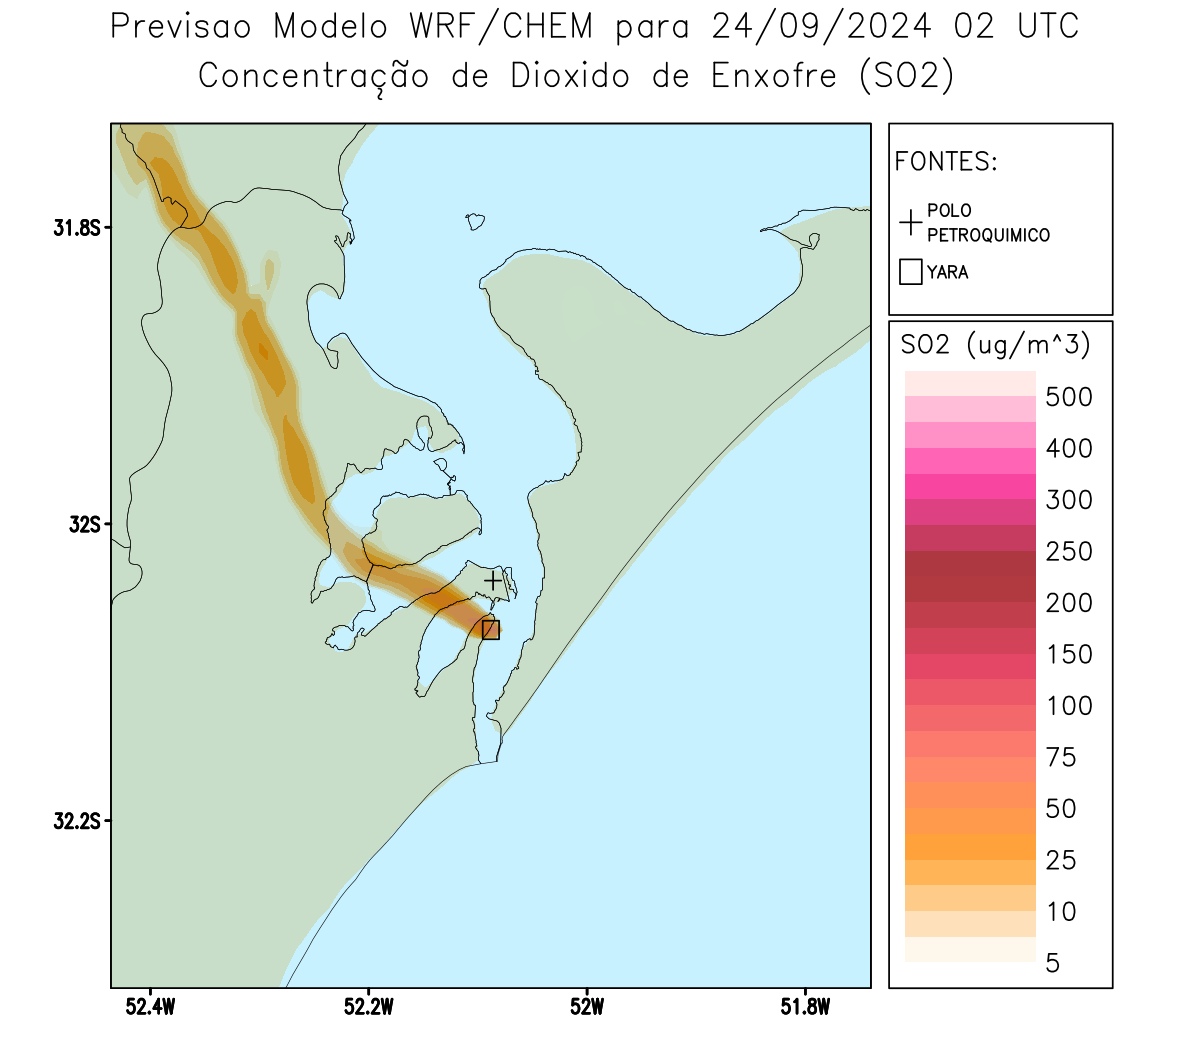 Previsao Modelo WRF/CHEM para 24/09/2024 02 UTC
Concentração de Dioxido de Enxofre (SO2)
FONTES:
POLO
PETROQUIMICO
YARA
SO2 (ug/m^3)
500
400
300
250
200
150
100
75
50
25
10
5
31.8S
32S
32.2S
52.4W
52.2W
52W
51.8W